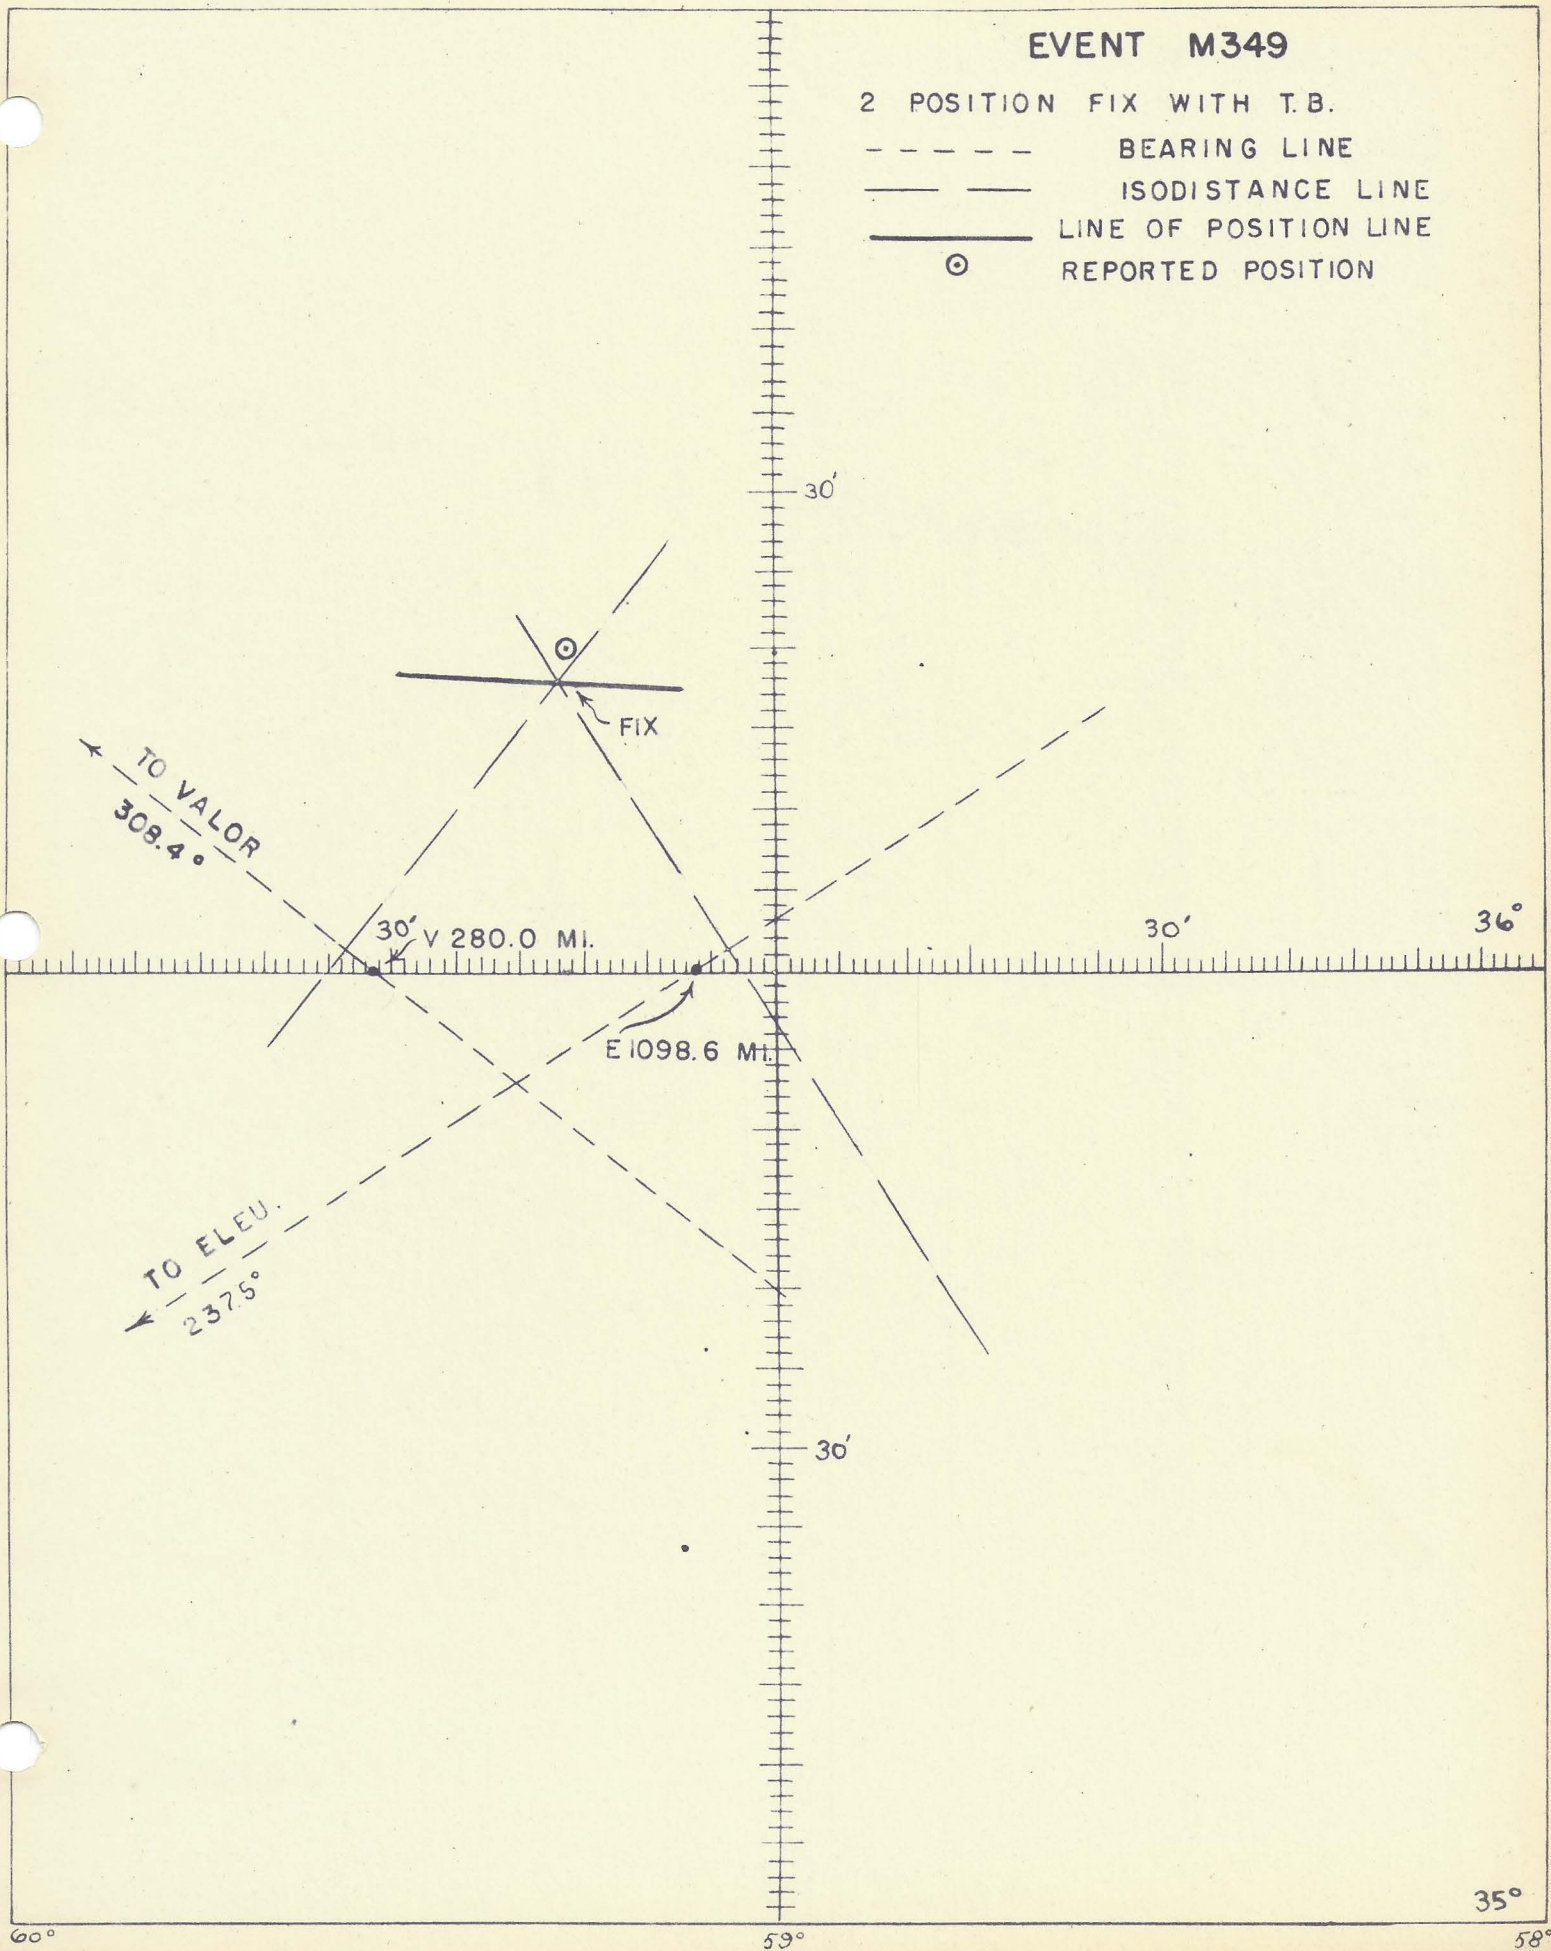 EVENT M349
2 POSITION FIX WITH T.B.
BEARING LINE
ISODISTANCE LINE
LINE OF POSITION LINE
REPORTED POSITION
30'
FIX
TO VALOR
308.4°
30'
V 280.0 MI.
30'
36°
E 1098.6 MI.
TO ELEU.
237.5°
30'
35°
60°
59°
58°